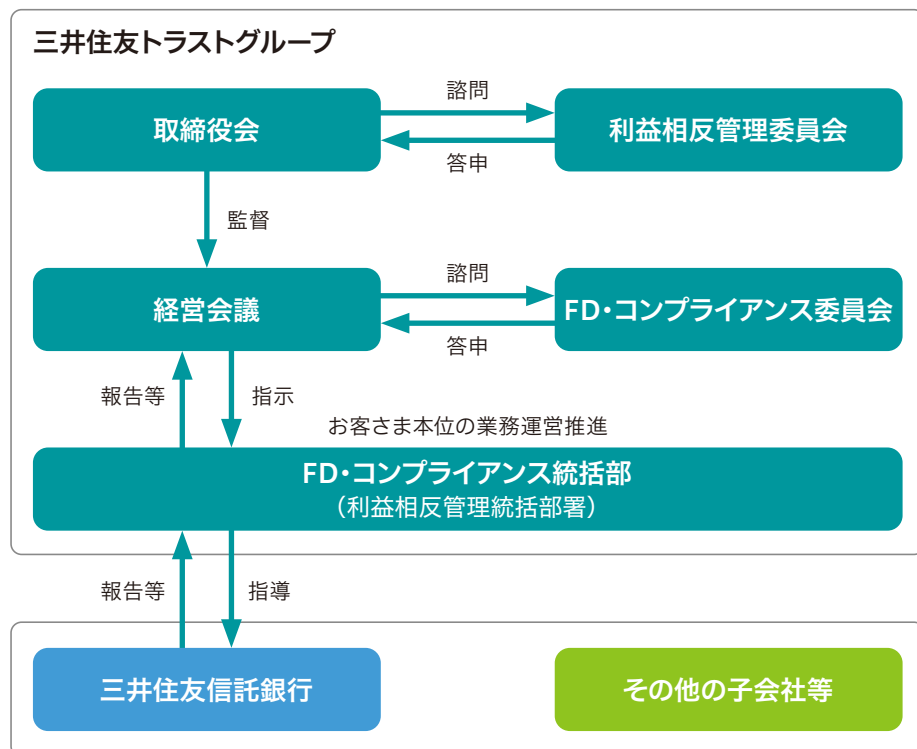 三井住友トラストグループ
諮問
取締役会
利益相反管理委員会
答申
監督
諮問
経営会議
FD・コンプライアンス委員会
答申
報告等
指示
お客さま本位の業務運営推進
FD・コンプライアンス統括部
（利益相反管理統括部署）
報告等
指導
三井住友信託銀行
その他の子会社等